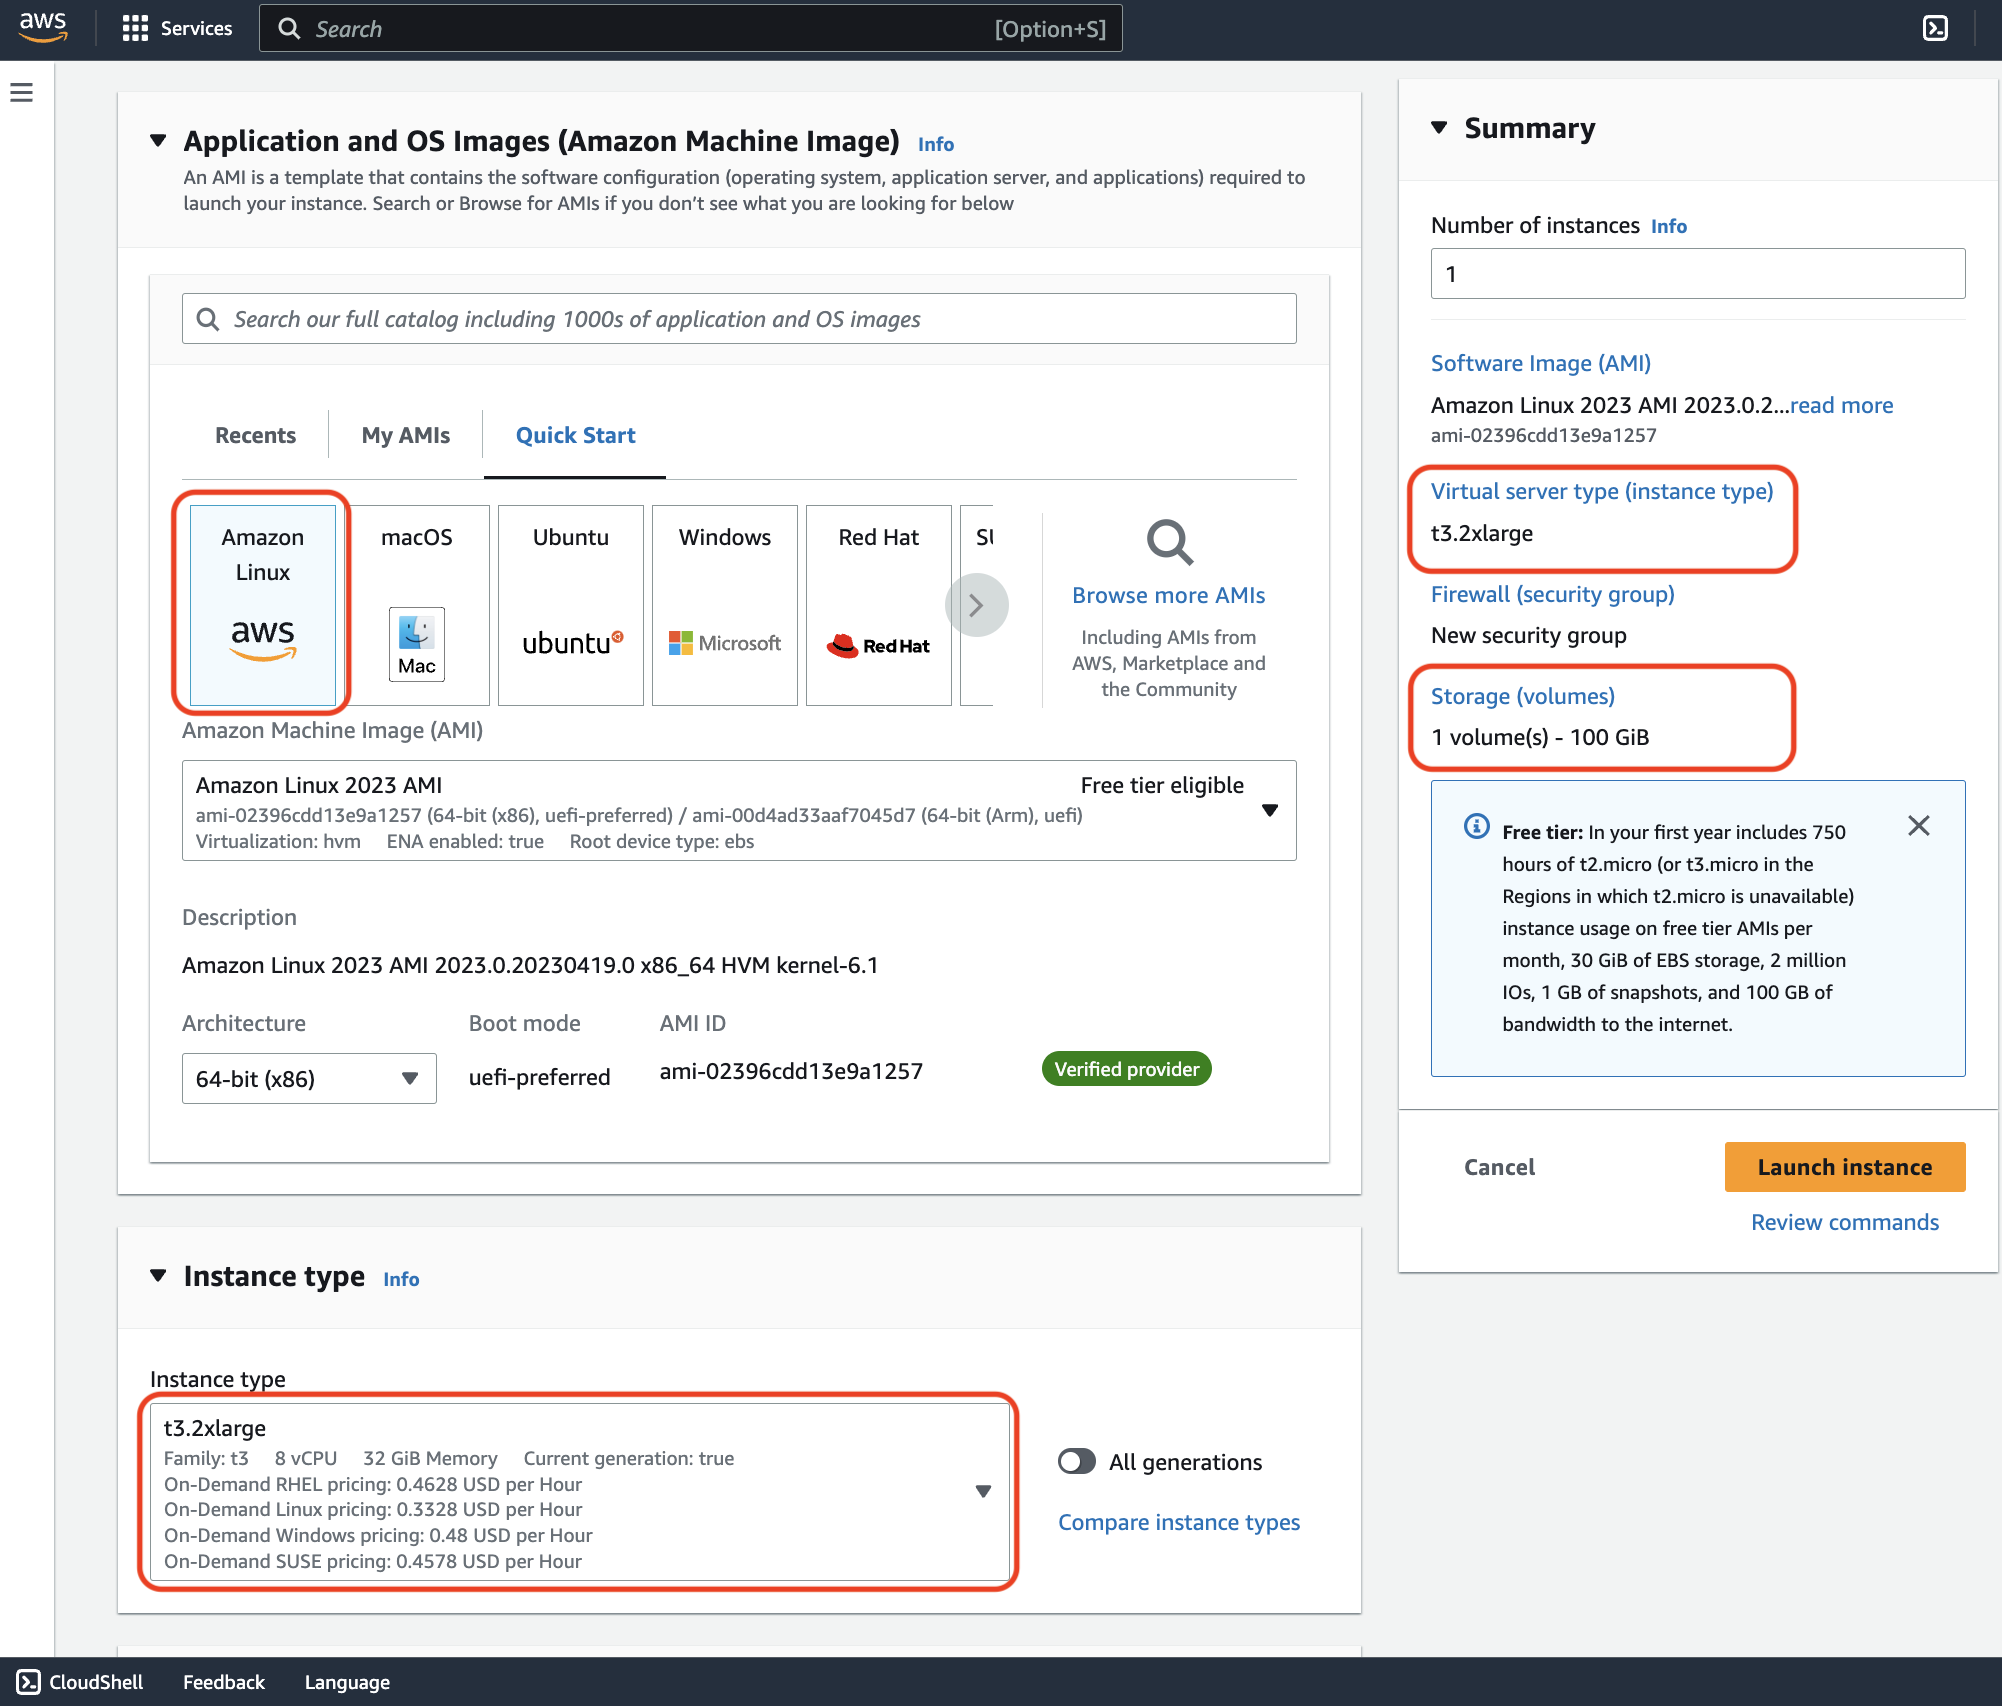 aws
Services
Search
[Option+S]
Application and OS Images (Amazon Machine Image) Info
An AMI is a template that contains the software configuration (operating system, application server, and applications) required to
launch your instance. Search or Browse for AMIs if you don’t see what you are looking for below
Search our full catalog including 1000s of application and OS images
Recents
My AMIs
Quick Start
Amazon
Linux
aws
macOS
Mac
Ubuntu
ubuntu
Windows
Microsoft
Red Hat
Red Hat
Browse more AMIs
Including AMIs from
AWS, Marketplace and
the Community
Amazon Machine Image (AMI)
Amazon Linux 2023 AMI
Free tier eligible
ami-02396cdd13e9a1257 (64-bit (x86), uefi-preferred) / ami-00d4ad33aaf7045d7 (64-bit (Arm), uefi)
Virtualization: hvm ENA enabled: true Root device type: ebs
Description
Amazon Linux 2023 AMI 2023.0.20230419.0 x86_64 HVM kernel-6.1
Architecture
Boot mode
AMI ID
64-bit (x86)
uefi-preferred
ami-02396cdd13e9a1257
Verified provider
Instance type Info
Instance type
t3.2xlarge
Family: t3 8 vCPU 32 GiB Memory Current generation: true
On-Demand RHEL pricing: 0.4628 USD per Hour
On-Demand Linux pricing: 0.3328 USD per Hour
On-Demand Windows pricing: 0.48 USD per Hour
On-Demand SUSE pricing: 0.4578 USD per Hour
All generations
Compare instance types
Summary
Number of instances Info
1
Software Image (AMI)
Amazon Linux 2023 AMI 2023.0.2...read more
ami-02396cdd13e9a1257
Virtual server type (instance type)
t3.2xlarge
Firewall (security group)
New security group
Storage (volumes)
1 volume(s) - 100 GiB
Free tier: In your first year includes 750
hours of t2.micro (or t3.micro in the
Regions in which t2.micro is unavailable)
instance usage on free tier AMIs per
month, 30 GiB of EBS storage, 2 million
IOs, 1 GB of snapshots, and 100 GB of
bandwidth to the internet.
Cancel
Launch instance
Review commands
CloudShell
Feedback
Language